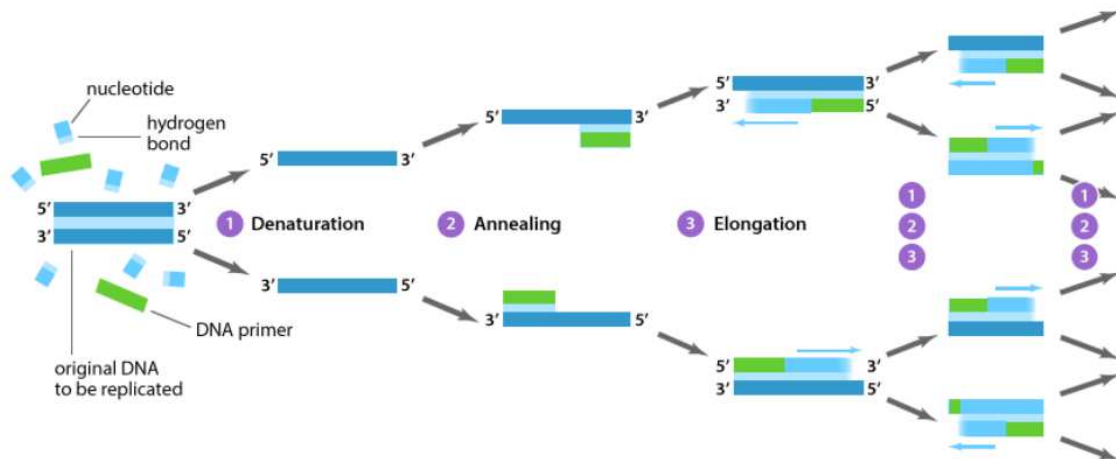 nucleotide
hydrogen
bond
5′ 3′
3′ 5′
DNA primer
original DNA
to be replicated
5′ 3′
1 Denaturation
3′ 5′
5′ 3′
2 Annealing
3′ 5′
5′ 3′
3′ 5′
3 Elongation
5′ 3′
3′ 5′
1
2
3
1
2
3